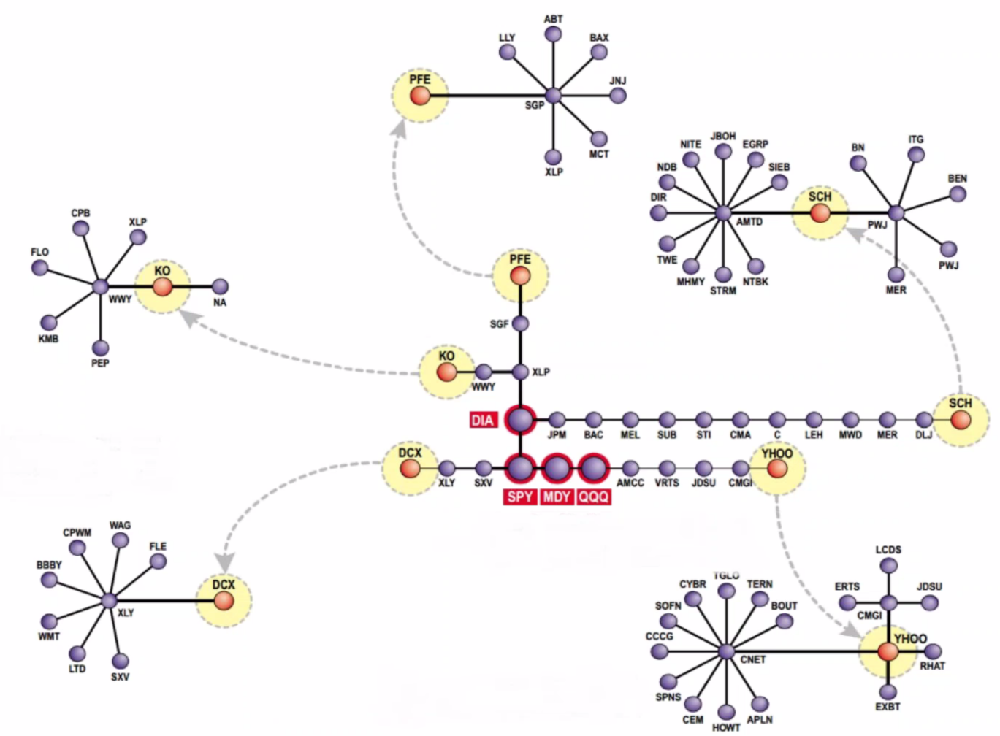 ABT
LLY
BAX
PFE
JNJ
SGP
MCT
XLP
JBOH
NITE
EGRP
BN
ITG
NDB
SIEB
BEN
DIR
SCH
AMTD
PWJ
TWE
PWJ
MHMY
NTBK
STRM
MER
CPB
XLP
FLO
KO
WWY
NA
KMB
PEP
PFE
SGF
KO
WWY
XLP
SCH
DIA
JPM
BAC
MEL
SUB
STI
CMA
C
LEH
MWD
MER
DLJ
DCX
YHOO
XLY
SXV
AMCC
VRTS
JDSU
CMGI
SPY
MDY
QQQ
WAG
CPWM
FLE
BBBY
DCX
XLY
WMT
LTD
SXV
LCDS
TGLO
CYBR
TERN
ERTS
JDSU
SOFN
BOUT
CMGI
CCCG
YHOO
CNET
RHAT
SPNS
EXBT
CEM
APLN
HOWT